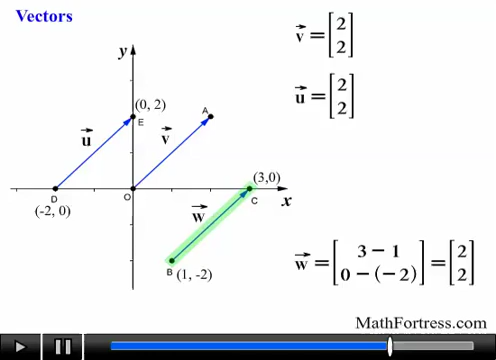 Vectors
v = [2 2]
u = [2 2]
y
(0, 2)
E
A
u
v
(3,0)
D
O
C
x
(-2, 0)
w
B (1, -2)
w = [3 − 1 0 − (− 2)] = [2 2]
MathFortress.com